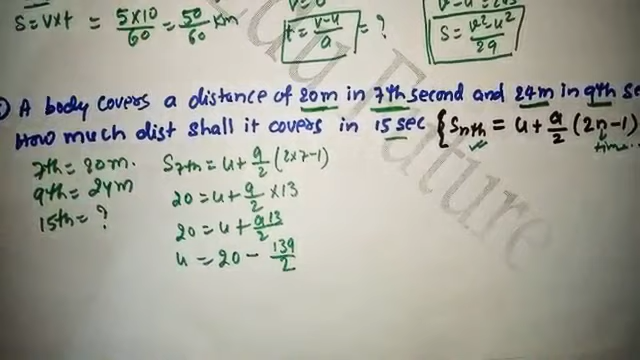 S = v×t = 5×10/60 = 50/60 Km
t = v-u/a = ?
S = v²-u²/2a
A body covers a distance of 20m in 7th second and 24m in 9th se
How much dist shall it covers in 15 sec { Snth = u + a/2 (2n-1)
time..
7th = 20m.
9th = 24m
15th = ?
S7th = u + a/2 (2×7-1)
20 = u + a/2 × 13
20 = u + a13/2
u = 20 - 13a/2
Future